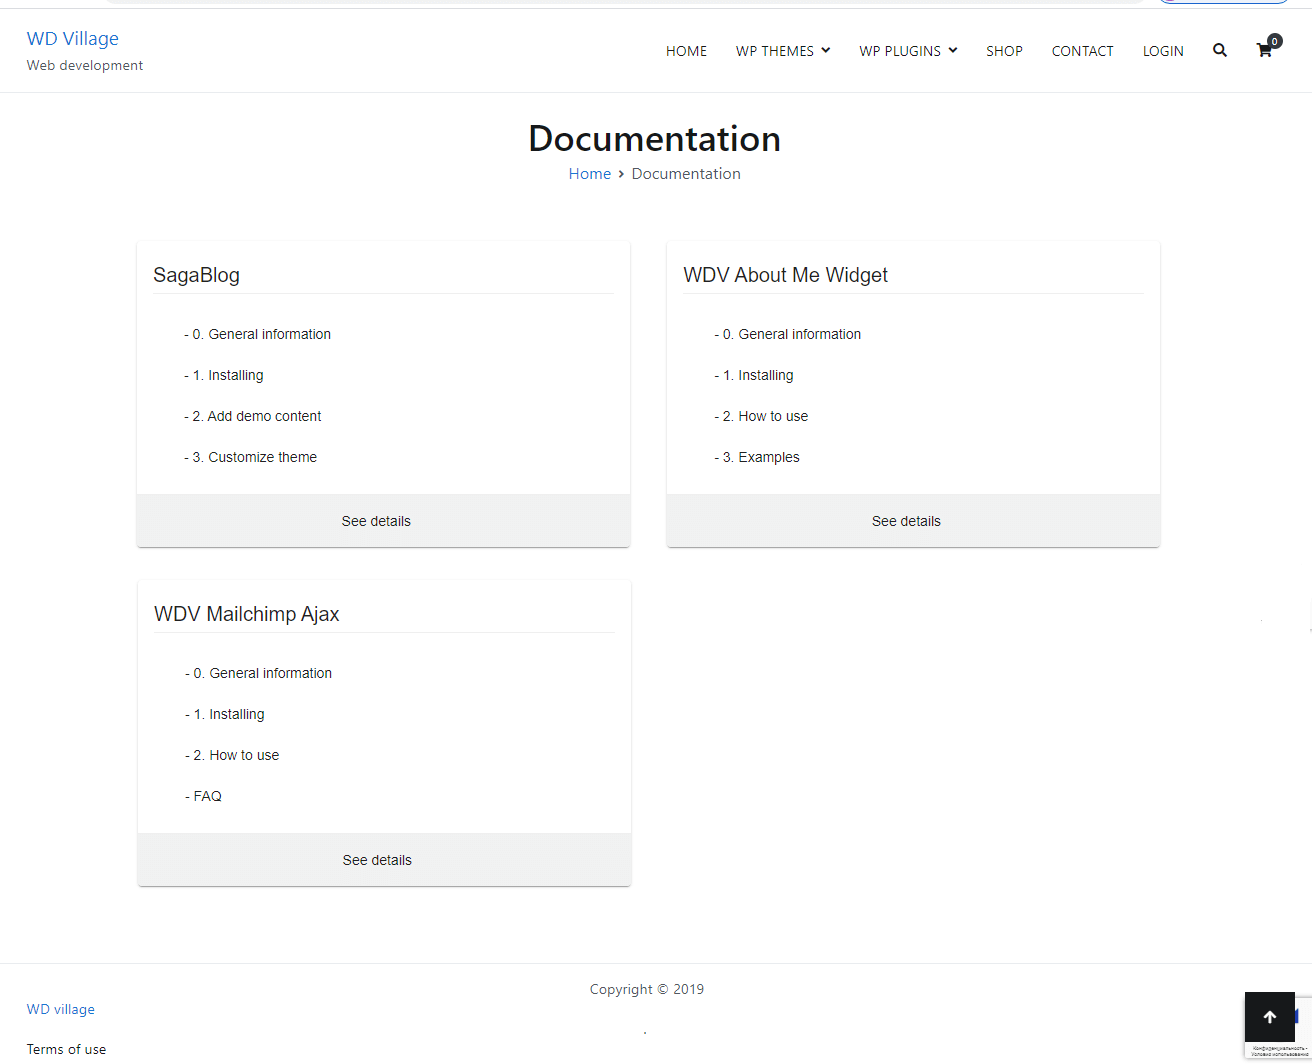 WD Village
Web development
HOME WP THEMES WP PLUGINS SHOP CONTACT LOGIN 0
Documentation
Home Documentation
SagaBlog
- 0. General information
- 1. Installing
- 2. Add demo content
- 3. Customize theme
See details
WDV About Me Widget
- 0. General information
- 1. Installing
- 2. How to use
- 3. Examples
See details
WDV Mailchimp Ajax
- 0. General information
- 1. Installing
- 2. How to use
- FAQ
See details
Copyright © 2019
WD village
Terms of use
Конфиденциальность -
Условия использования